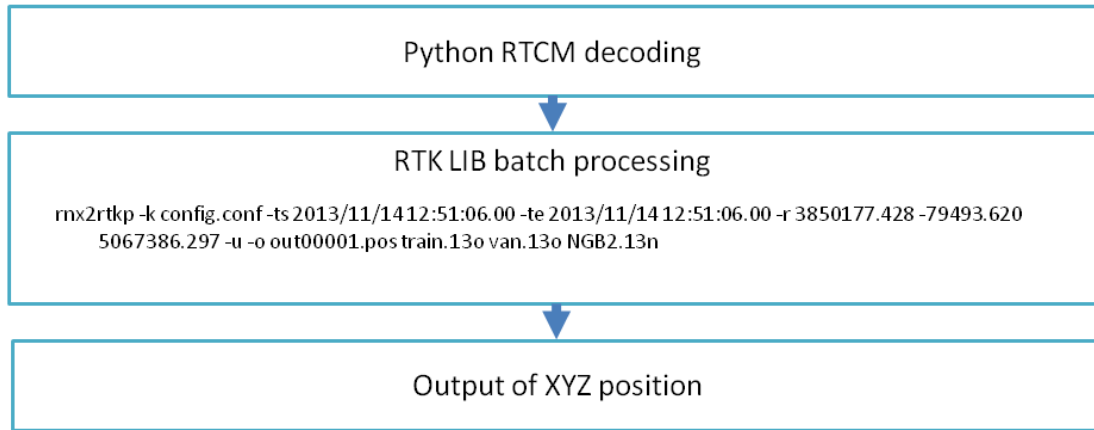 Python RTCM decoding
RTK LIB batch processing
rnx2rtkp -k config.conf -ts 2013/11/14 12:51:06.00 -te 2013/11/14 12:51:06.00 -r 3850177.428 -79493.620
5067386.297 -u -o out00001.pos train.13o van.13o NGB2.13n
Output of XYZ position